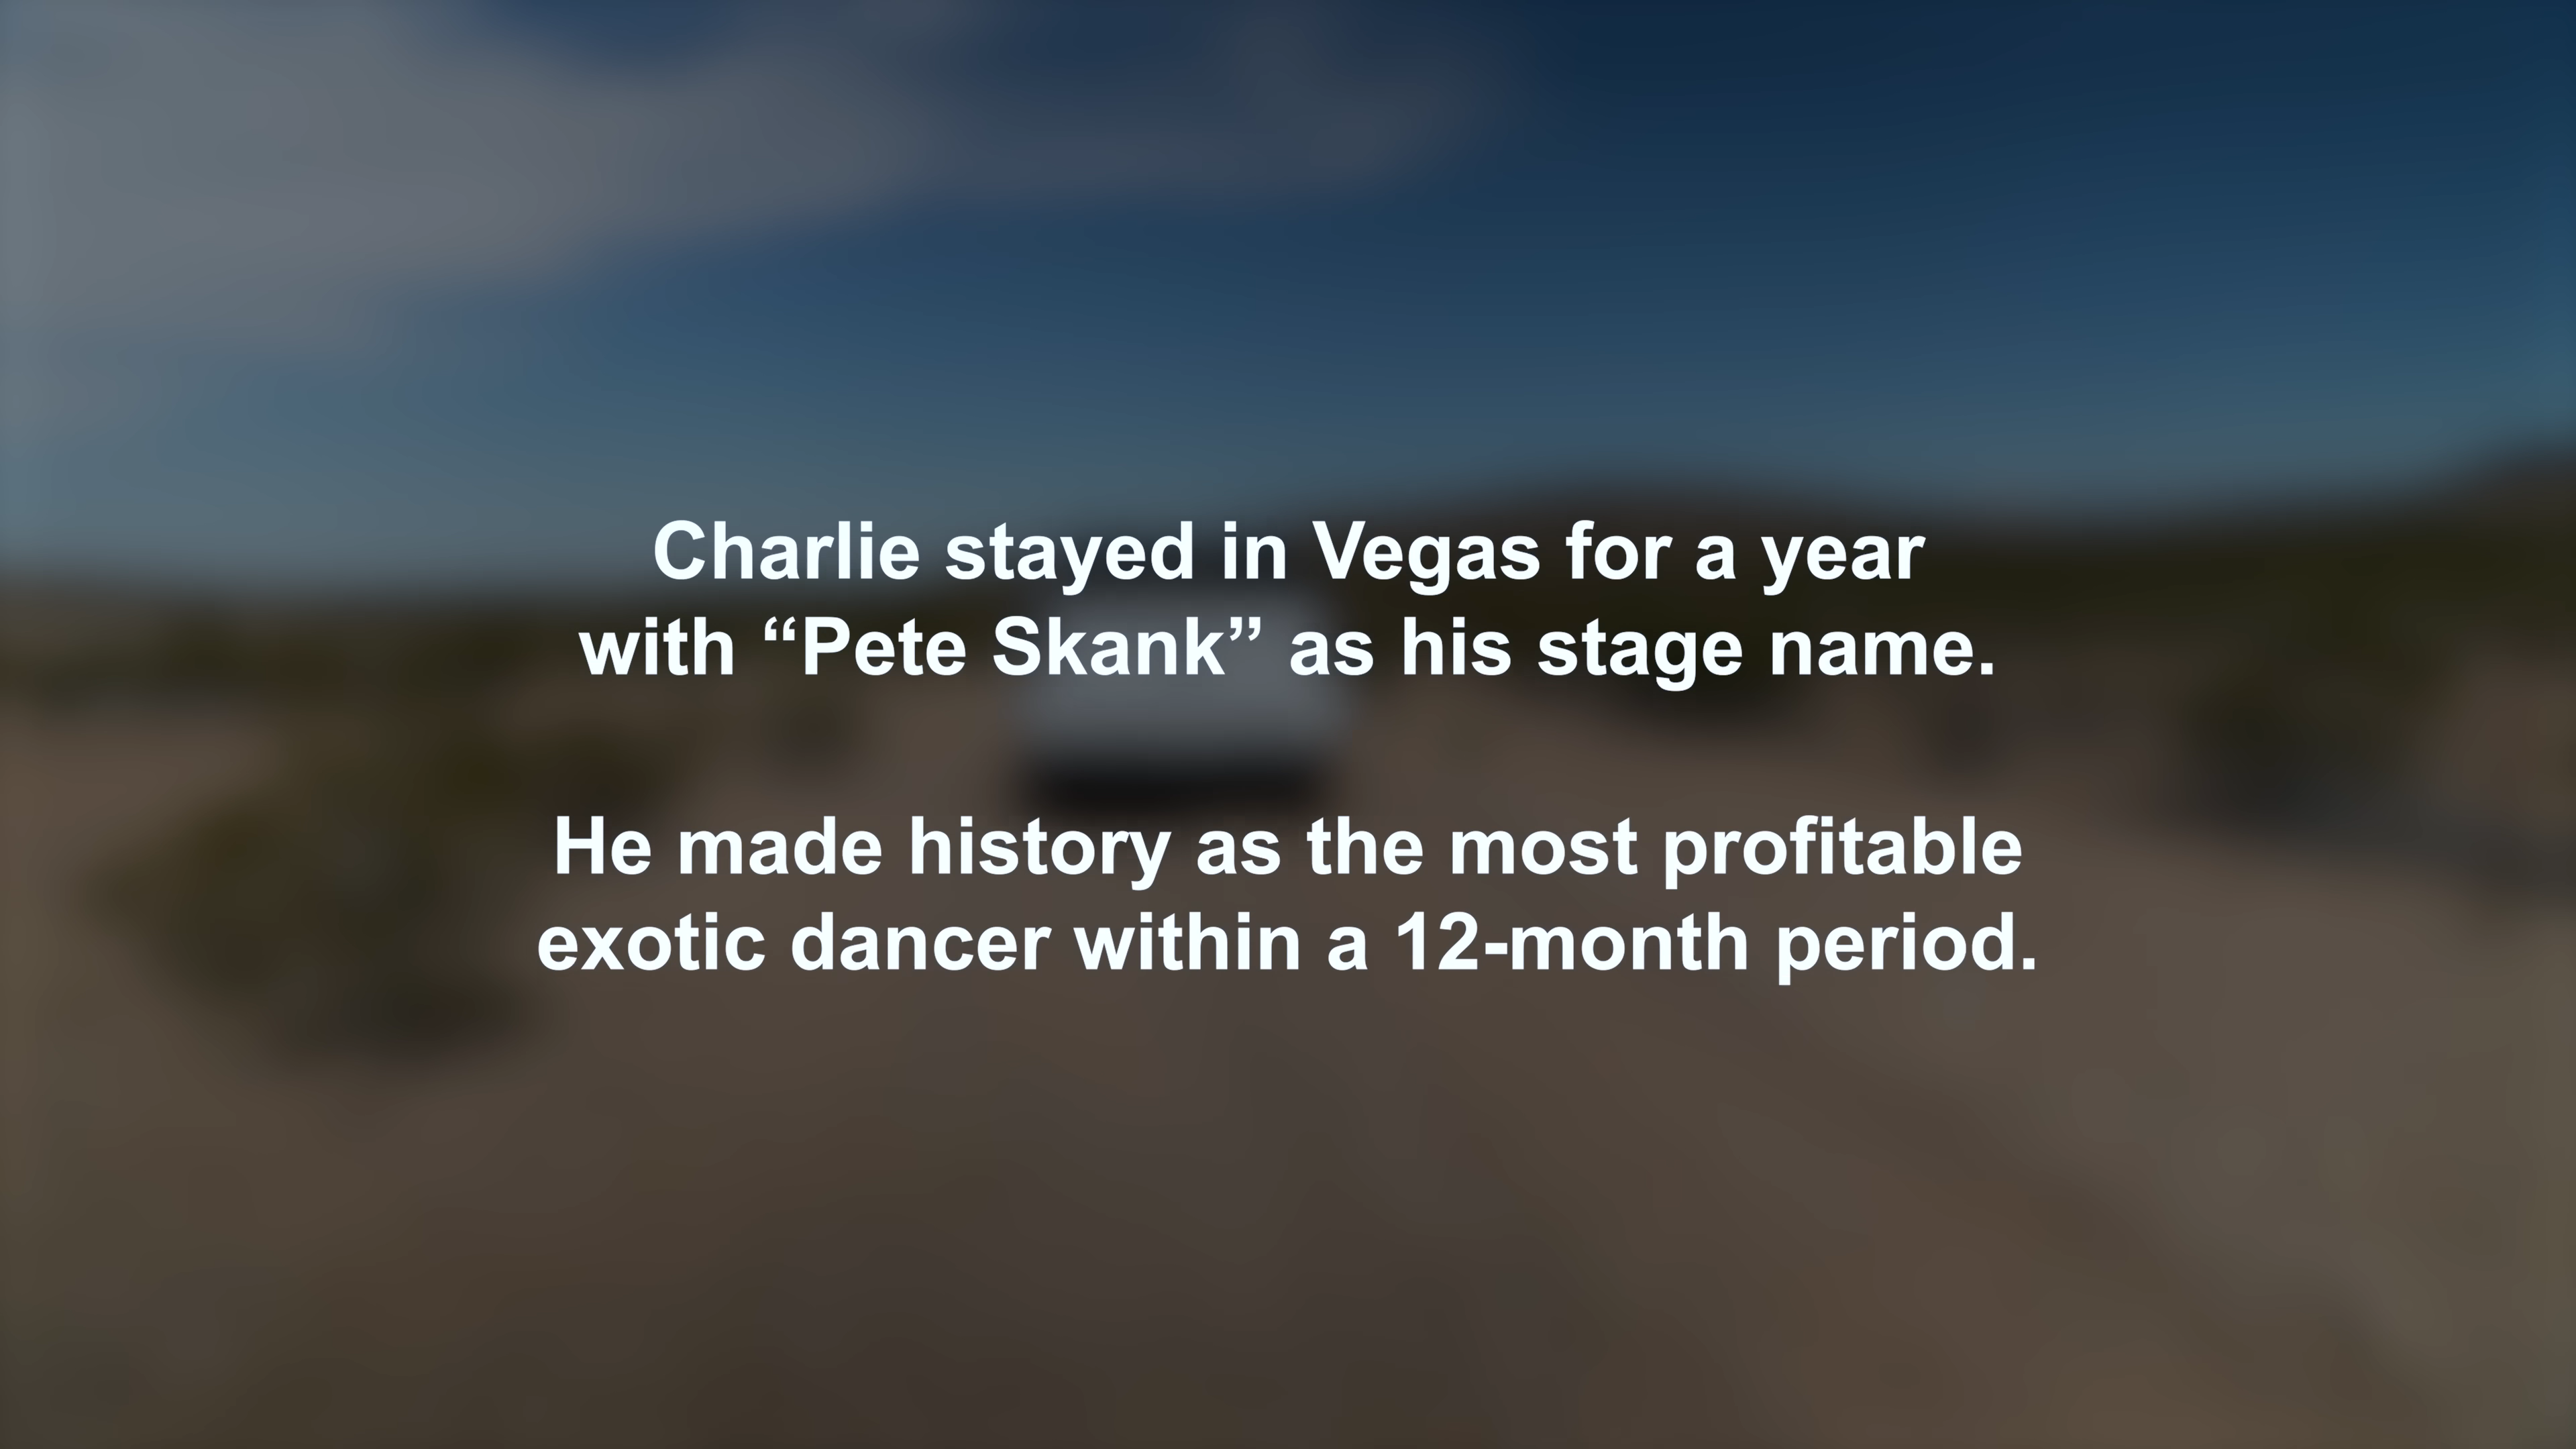 Charlie stayed in Vegas for a year
with “Pete Skank” as his stage name.
He made history as the most profitable
exotic dancer within a 12-month period.